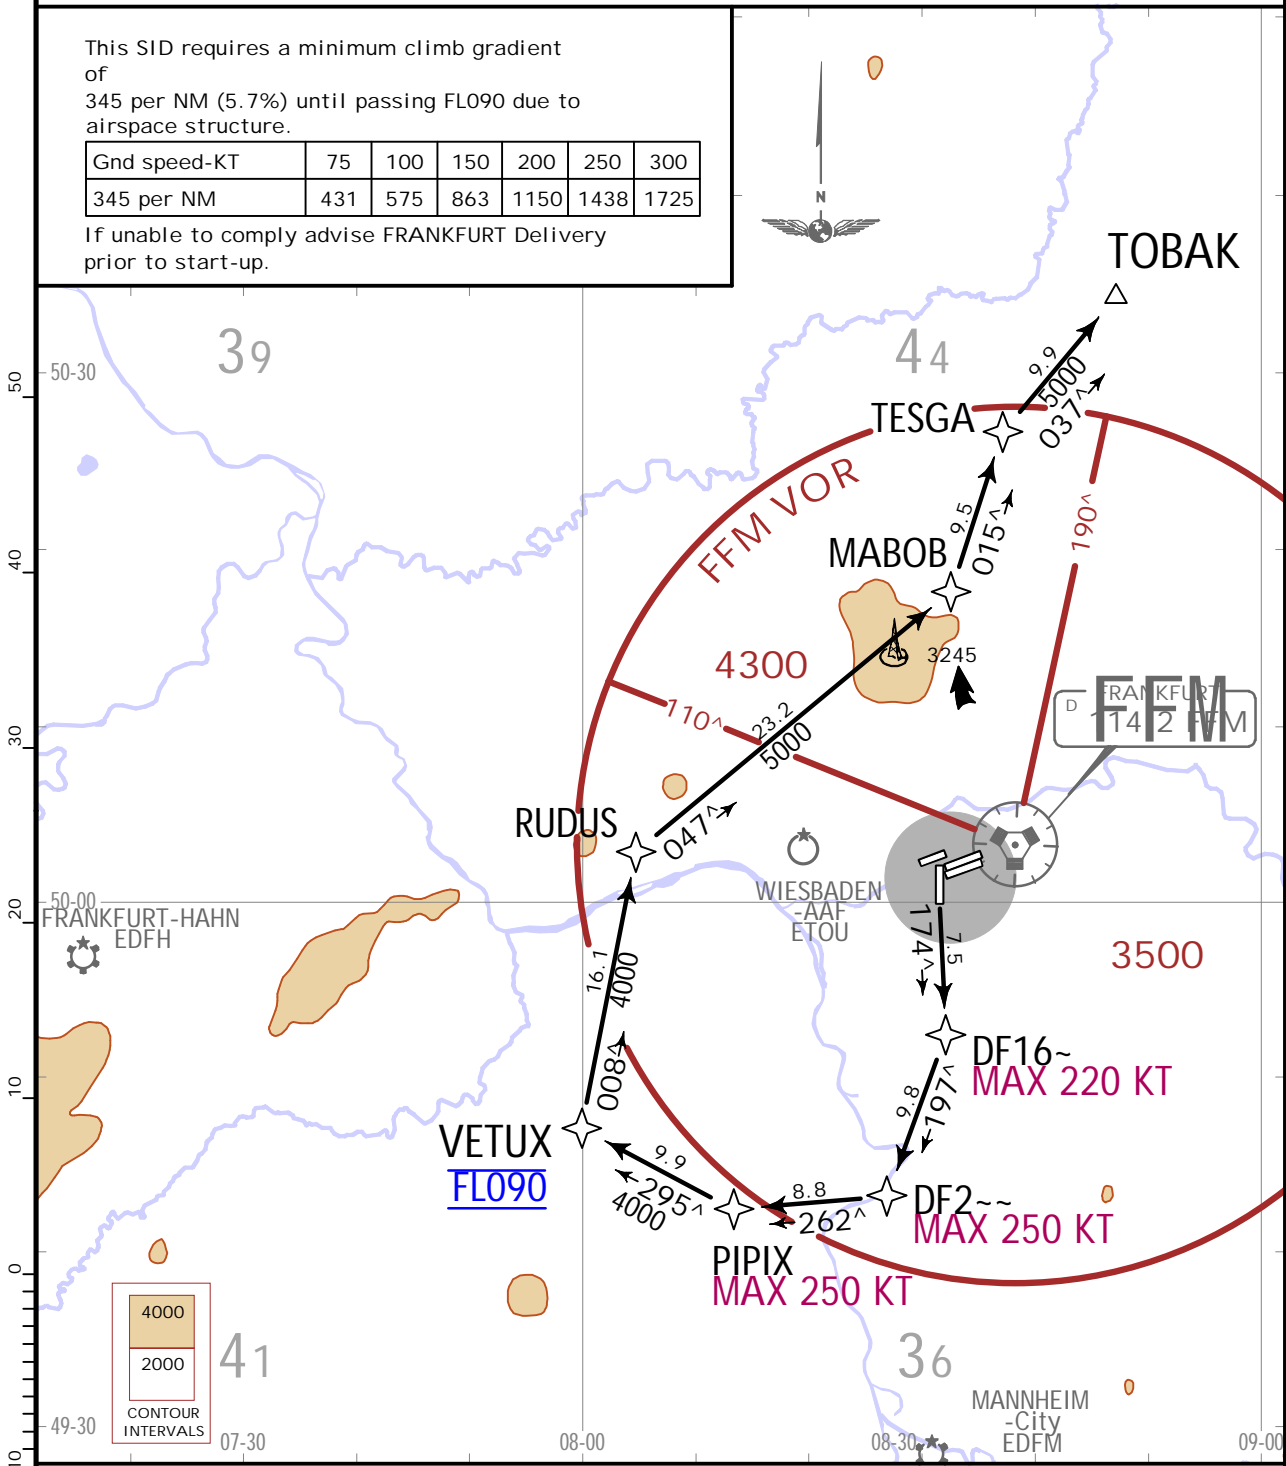 This SID requires a minimum climb gradient
of
345 per NM (5.7%) until passing FL090 due to
airspace structure.
Gnd speed-KT 75 100 150 200 250 300
345 per NM 431 575 863 1150 1438 1725
If unable to comply advise FRANKFURT Delivery
prior to start-up.
N
TOBAK
39
44
50-30
50
9.9
5000
037^
TESGA
FFM VOR
190^
9.5
015^
MABOB
40
4300
3245
110^
FRANKFURT
D
114.2 FFM
FFM
23.2
5000
30
RUDUS
047^
WIESBADEN
-AAF
ETOU
50-00
20
FRANKFURT-HAHN
EDFH
174^
7.5
3500
16.1
4000
008^
DF16~
MAX 220 KT
10
9.8
197^
VETUX
FL090
9.9
295^
4000
8.8
262^
DF2~~
MAX 250 KT
PIPIX
MAX 250 KT
0
4000
2000
CONTOUR
INTERVALS
41
36
MANNHEIM
-City
EDFM
49-30
07-30
08-00
08-30
09-00
10